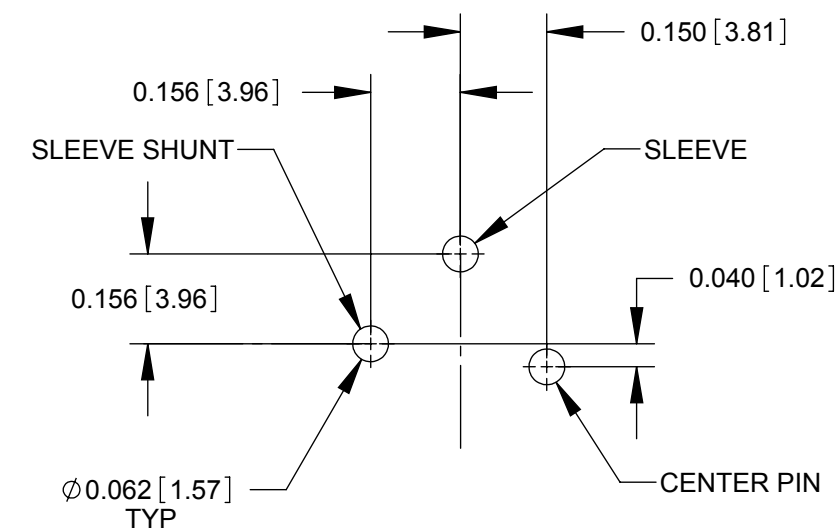 0.150 [3.81]
0.156 [3.96]
SLEEVE SHUNT
SLEEVE
0.040 [1.02]
0.156 [3.96]
∅0.062 [1.57]
TYP
CENTER PIN